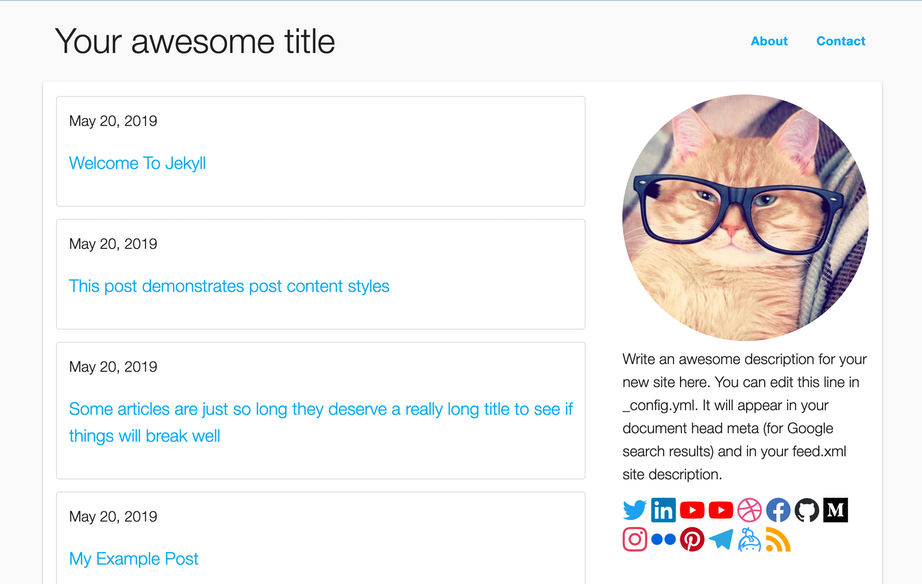 Your awesome title
About
Contact
May 20, 2019
Welcome To Jekyll
May 20, 2019
This post demonstrates post content styles
May 20, 2019
Some articles are just so long they deserve a really long title to see if
things will break well
May 20, 2019
My Example Post
Write an awesome description for your
new site here. You can edit this line in
_config.yml. It will appear in your
document head meta (for Google
search results) and in your feed.xml
site description.